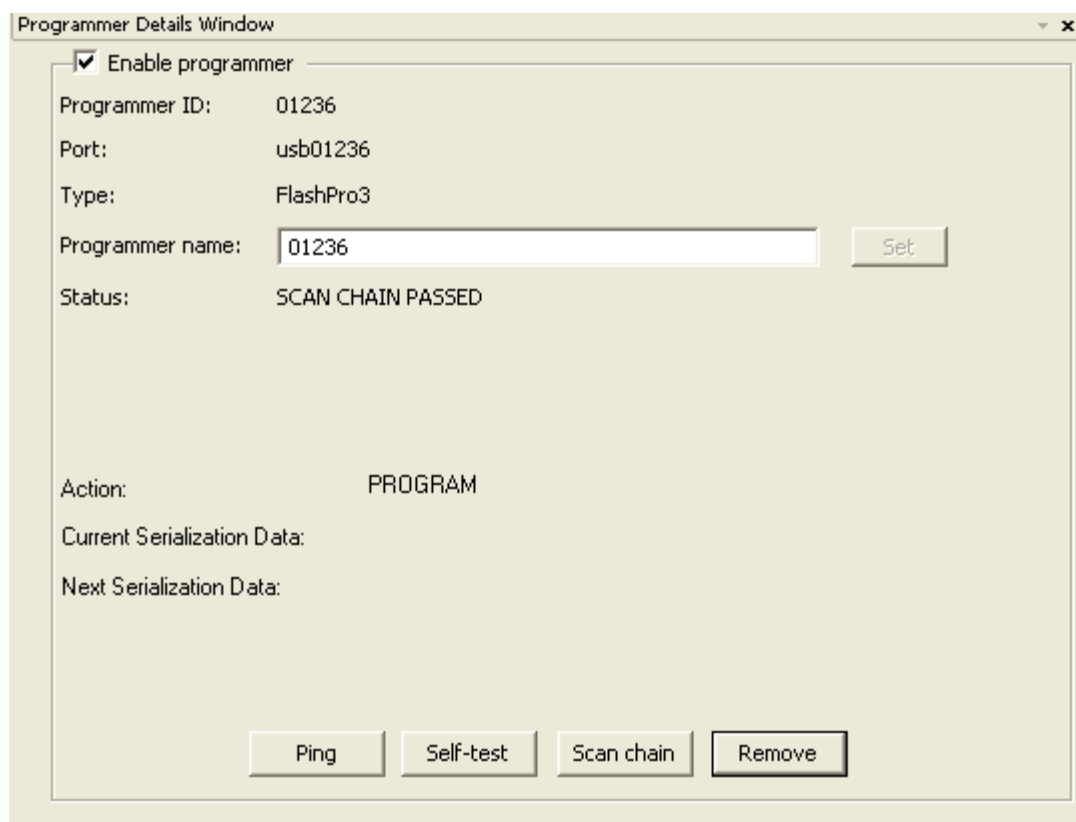 Programmer Details Window
Enable programmer
Programmer ID: 01236
Port: usb01236
Type: FlashPro3
Programmer name: 01236 Set
Status: SCAN CHAIN PASSED
Action: PROGRAM
Current Serialization Data:
Next Serialization Data:
Ping Self-test Scan chain Remove